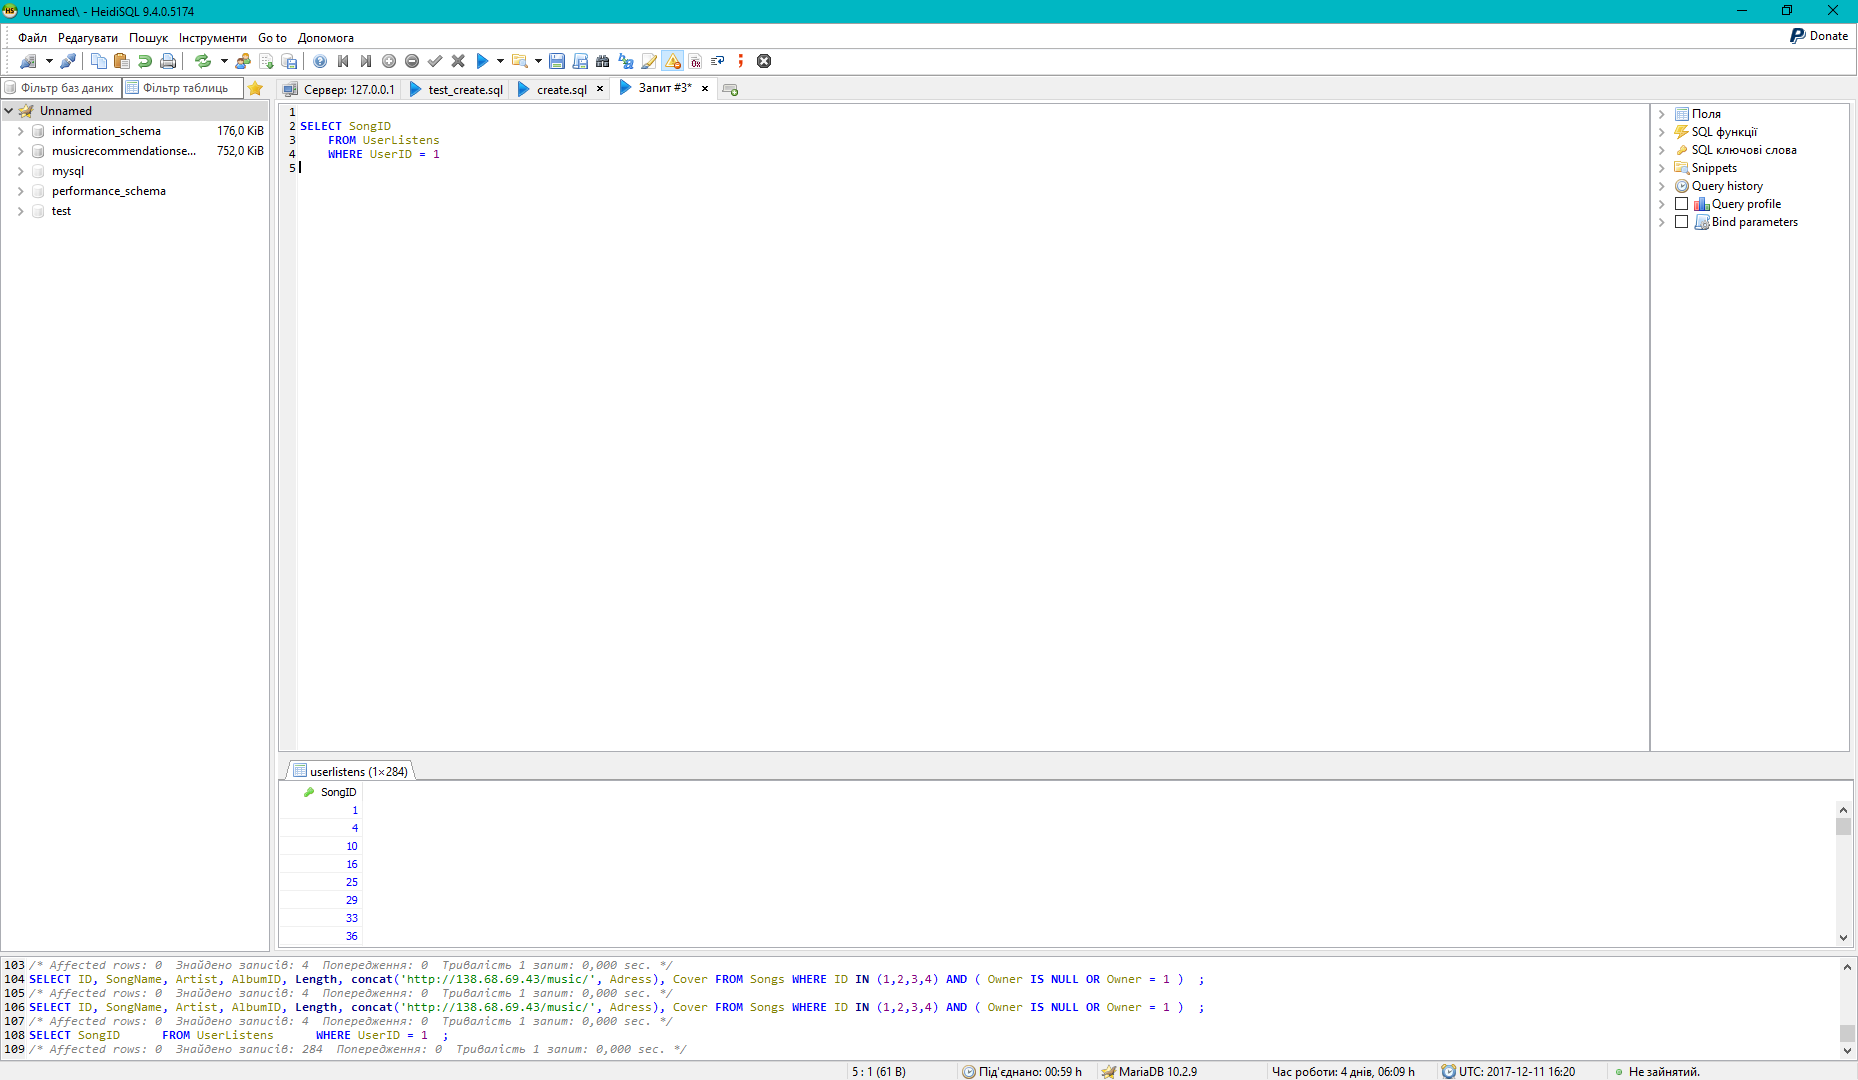 Unnamed\ - HeidiSQL 9.4.0.5174
Файл Редагувати Пошук Інструменти Go to Допомога
Donate
Фільтр баз даних Фільтр таблиць
Сервер: 127.0.0.1 test_create.sql create.sql Запит #3*
Unnamed
information_schema 176,0 KiB
musicrecommendationse... 752,0 KiB
mysql
performance_schema
test
1
2 SELECT SongID
3 FROM UserListens
4 WHERE UserID = 1
5
Поля
SQL функції
SQL ключові слова
Snippets
Query history
Query profile
Bind parameters
userlistens (1×284)
SongID
1
4
10
16
25
29
33
36
103 /* Affected rows: 0 Знайдено записів: 4 Попередження: 0 Тривалість 1 запит: 0,000 sec. */
104 SELECT ID, SongName, Artist, AlbumID, Length, concat('http://138.68.69.43/music/', Adress), Cover FROM Songs WHERE ID IN (1,2,3,4) AND ( Owner IS NULL OR Owner = 1 ) ;
105 /* Affected rows: 0 Знайдено записів: 4 Попередження: 0 Тривалість 1 запит: 0,000 sec. */
106 SELECT ID, SongName, Artist, AlbumID, Length, concat('http://138.68.69.43/music/', Adress), Cover FROM Songs WHERE ID IN (1,2,3,4) AND ( Owner IS NULL OR Owner = 1 ) ;
107 /* Affected rows: 0 Знайдено записів: 4 Попередження: 0 Тривалість 1 запит: 0,000 sec. */
108 SELECT SongID FROM UserListens WHERE UserID = 1 ;
109 /* Affected rows: 0 Знайдено записів: 284 Попередження: 0 Тривалість 1 запит: 0,000 sec. */
5 : 1 (61 B) Під'єднано: 00:59 h MariaDB 10.2.9 Час роботи: 4 днів, 06:09 h UTC: 2017-12-11 16:20 Не зайнятий.